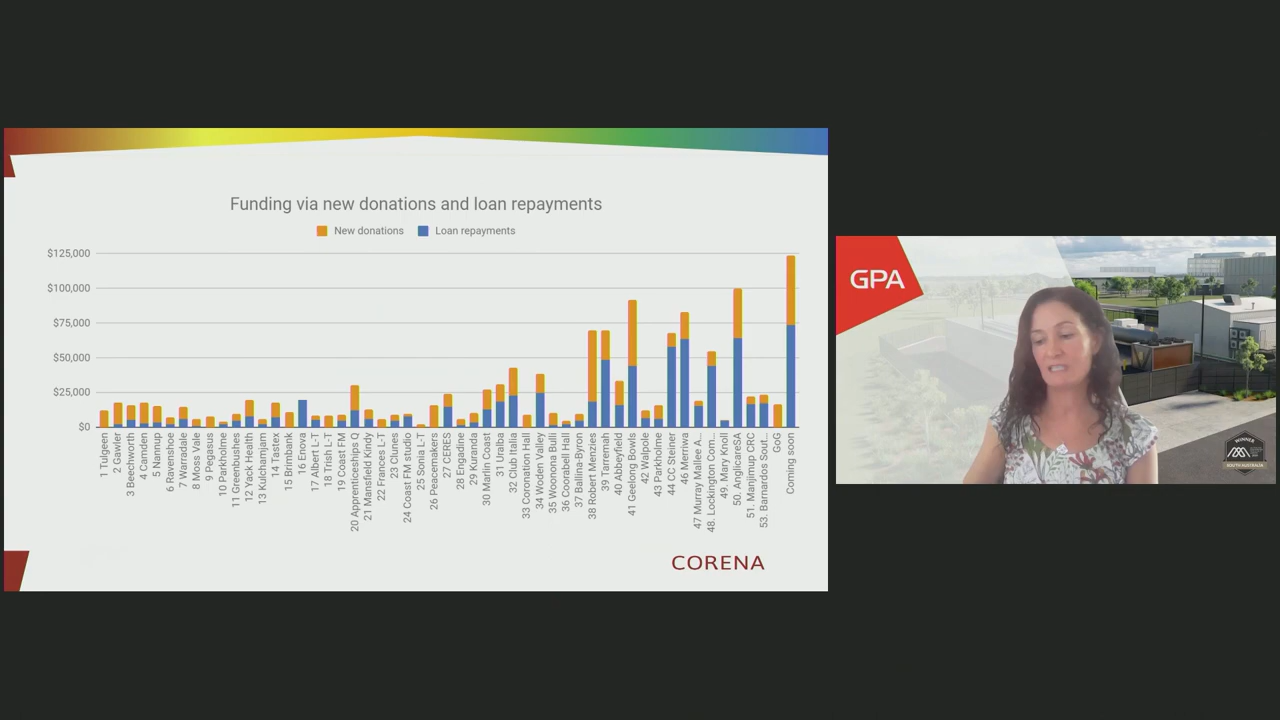 Funding via new donations and loan repayments
New donations
Loan repayments
$125,000
$100,000
$75,000
$50,000
$25,000
$0
1 Tulgeen
2 Gawler
3 Beechworth
4 Camden
5 Nannup
6 Ravenshoe
7 Warradale
8 Moss Vale
9 Pegasus
10 Parkholme
11 Greenbushes
12 Yack Health
13 Kulchamjam
14 Tastex
15 Brimbank
16 Enova
17 Albert L-T
18 Trish L-T
19 Coast FM
20 Apprenticeships Q
21 Mansfield Kindy
22 Frances L-T
23 Clunes
24 Coast FM studio
25 Sonia L-T
26 Peacemakers
27 CERES
28 Engadine
29 Kuranda
30 Marlin Coast
31 Uralba
32 Club Italia
33 Coronation Hall
34 Woden Valley
35 Woonona Bulli
36 Coorabell Hall
37 Ballina-Byron
38 Robert Menzies
39 Tarremah
40 Abbeyfield
41 Geelong Bowls
42 Walpole
43 Parkholme
44 CC Steiner
46 Merriwa
47 Murray Mallee A...
48. Lockington Com...
49. Mary Knoll
50. AnglicareSA
51. Manjimup CRC
53. Barnardos Sout...
GoG
Coming soon
CORENA
GPA
WINNER
SOUTH AUSTRALIA